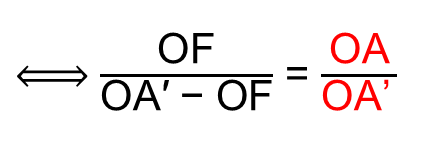 ⟺ OF / (OA′ − OF) = OA / OA’